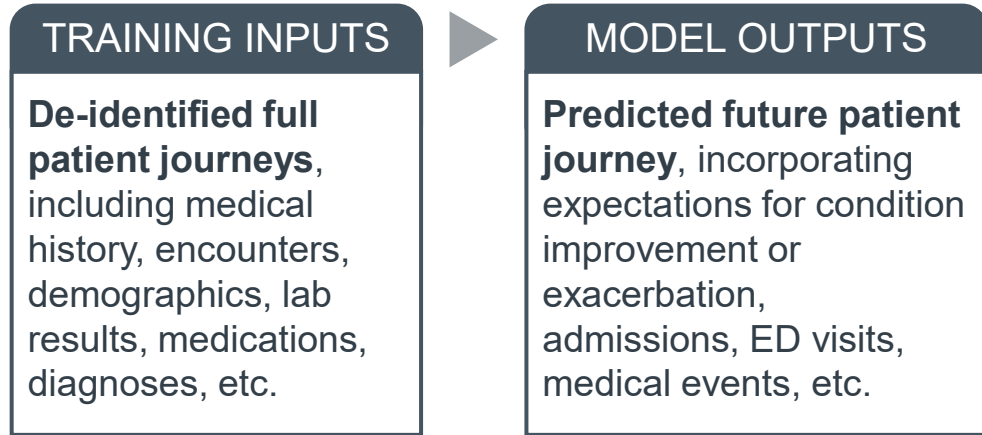 TRAINING INPUTS
De-identified full
patient journeys,
including medical
history, encounters,
demographics, lab
results, medications,
diagnoses, etc.
MODEL OUTPUTS
Predicted future patient
journey, incorporating
expectations for condition
improvement or
exacerbation,
admissions, ED visits,
medical events, etc.